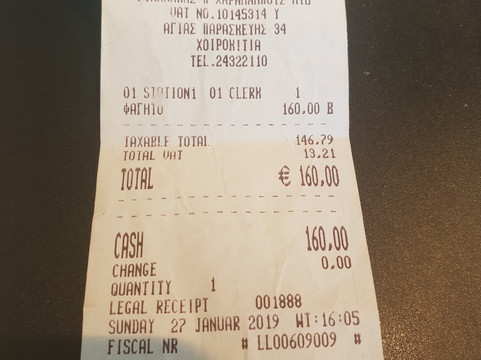 VAT NO.10145314 Y
ΑΓΙΑΣ ΠΑΡΑΣΚΕΥΗΣ 34
ΧΟΙΡΟΚΙΤΙΑ
TEL.24322110
01 STATION1 01 CLERK 1
ΦΑΓΗΤΟ 160,00 B
TAXABLE TOTAL 146,79
TOTAL VAT 13,21
TOTAL € 160,00
CASH 160,00
CHANGE 0.00
QUANTITY 1
LEGAL RECEIPT 001888
SUNDAY 27 JANUAR 2019 WT:16:05
FISCAL NR # LL00609009 #